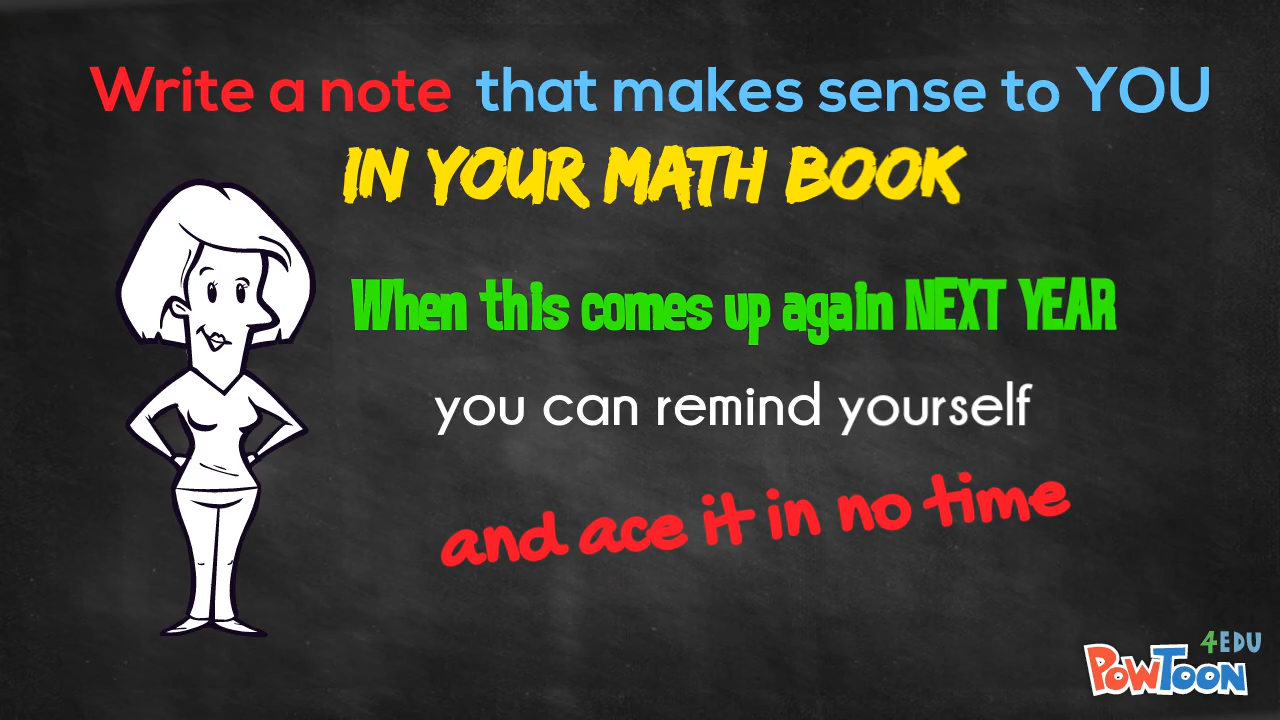 Write a note that makes sense to YOU
IN YOUR MATH BOOK
When this comes up again NEXT YEAR
you can remind yourself
and ace it in no time
4EDU
POWTOON